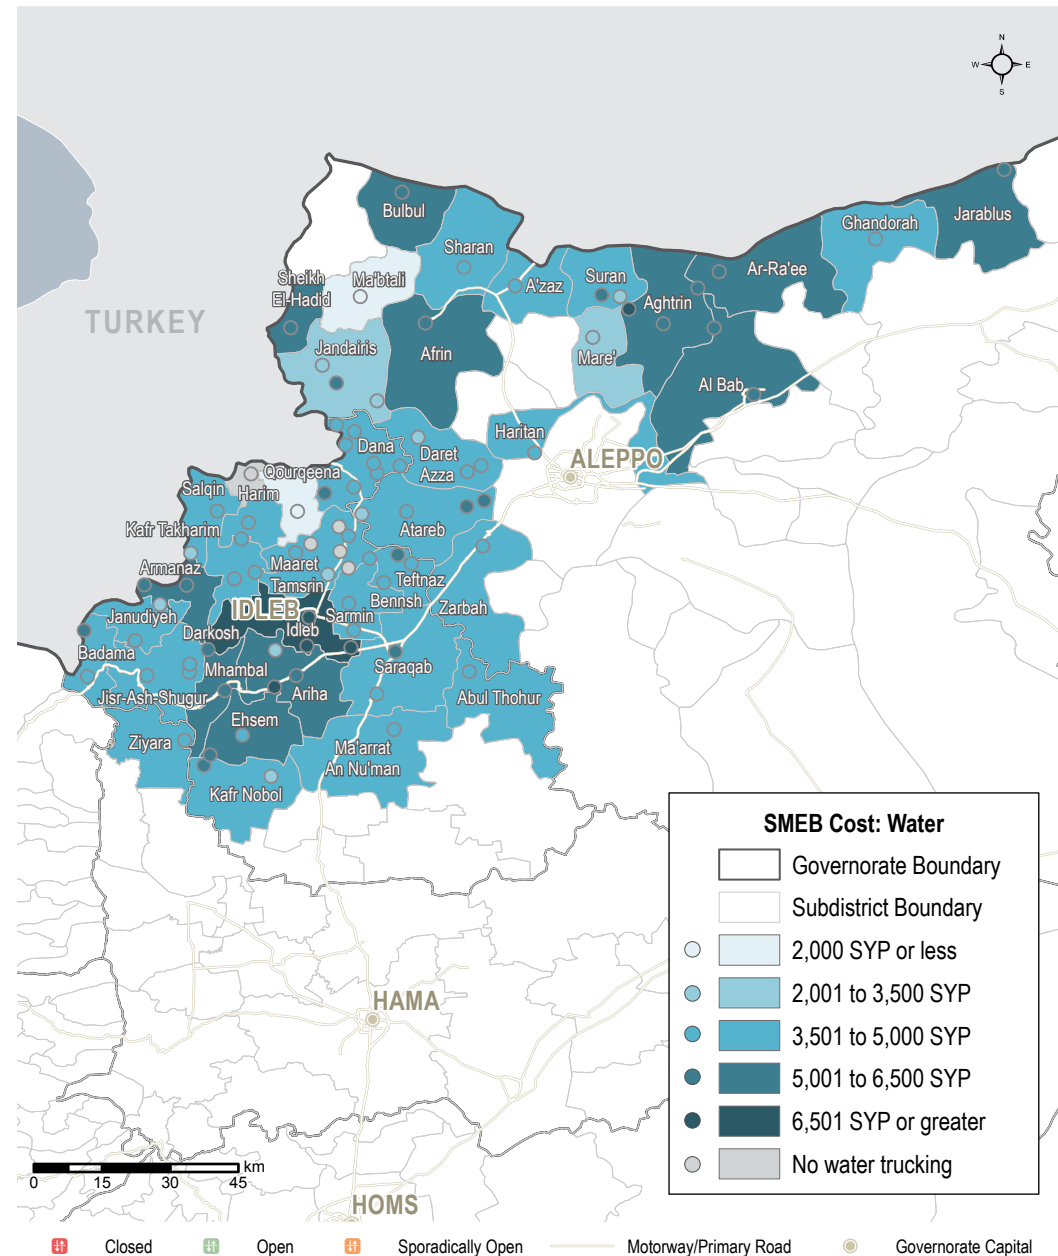 N
W
E
S
Bulbul
Jarablus
Ghandorah
Sharan
Ar-Ra'ee
Sheikh
El-Hadid
Ma'btali
A'zaz
Suran
Aghtrin
TURKEY
Jandairis
Afrin
Mare'
Al Bab
Haritan
Dana
Daret
Azza
ALEPPO
Qourqeena
Salqin
Harim
Kafr Takharim
Atareb
Armanaz
Maaret
Tamsrin
Teftnaz
Bennsh
Janudiyeh
IDLEB
Sarmin
Zarbah
Darkosh
Idleb
Badama
Mhambal
Saraqab
Jisr-Ash-Shugur
Ariha
Abul Thohur
Ehsem
Ziyara
Ma'arrat
An Nu'man
Kafr Nobol
SMEB Cost: Water
Governorate Boundary
Subdistrict Boundary
2,000 SYP or less
2,001 to 3,500 SYP
3,501 to 5,000 SYP
5,001 to 6,500 SYP
6,501 SYP or greater
No water trucking
HAMA
km
0 15 30 45
HOMS
Closed Open Sporadically Open Motorway/Primary Road Governorate Capital